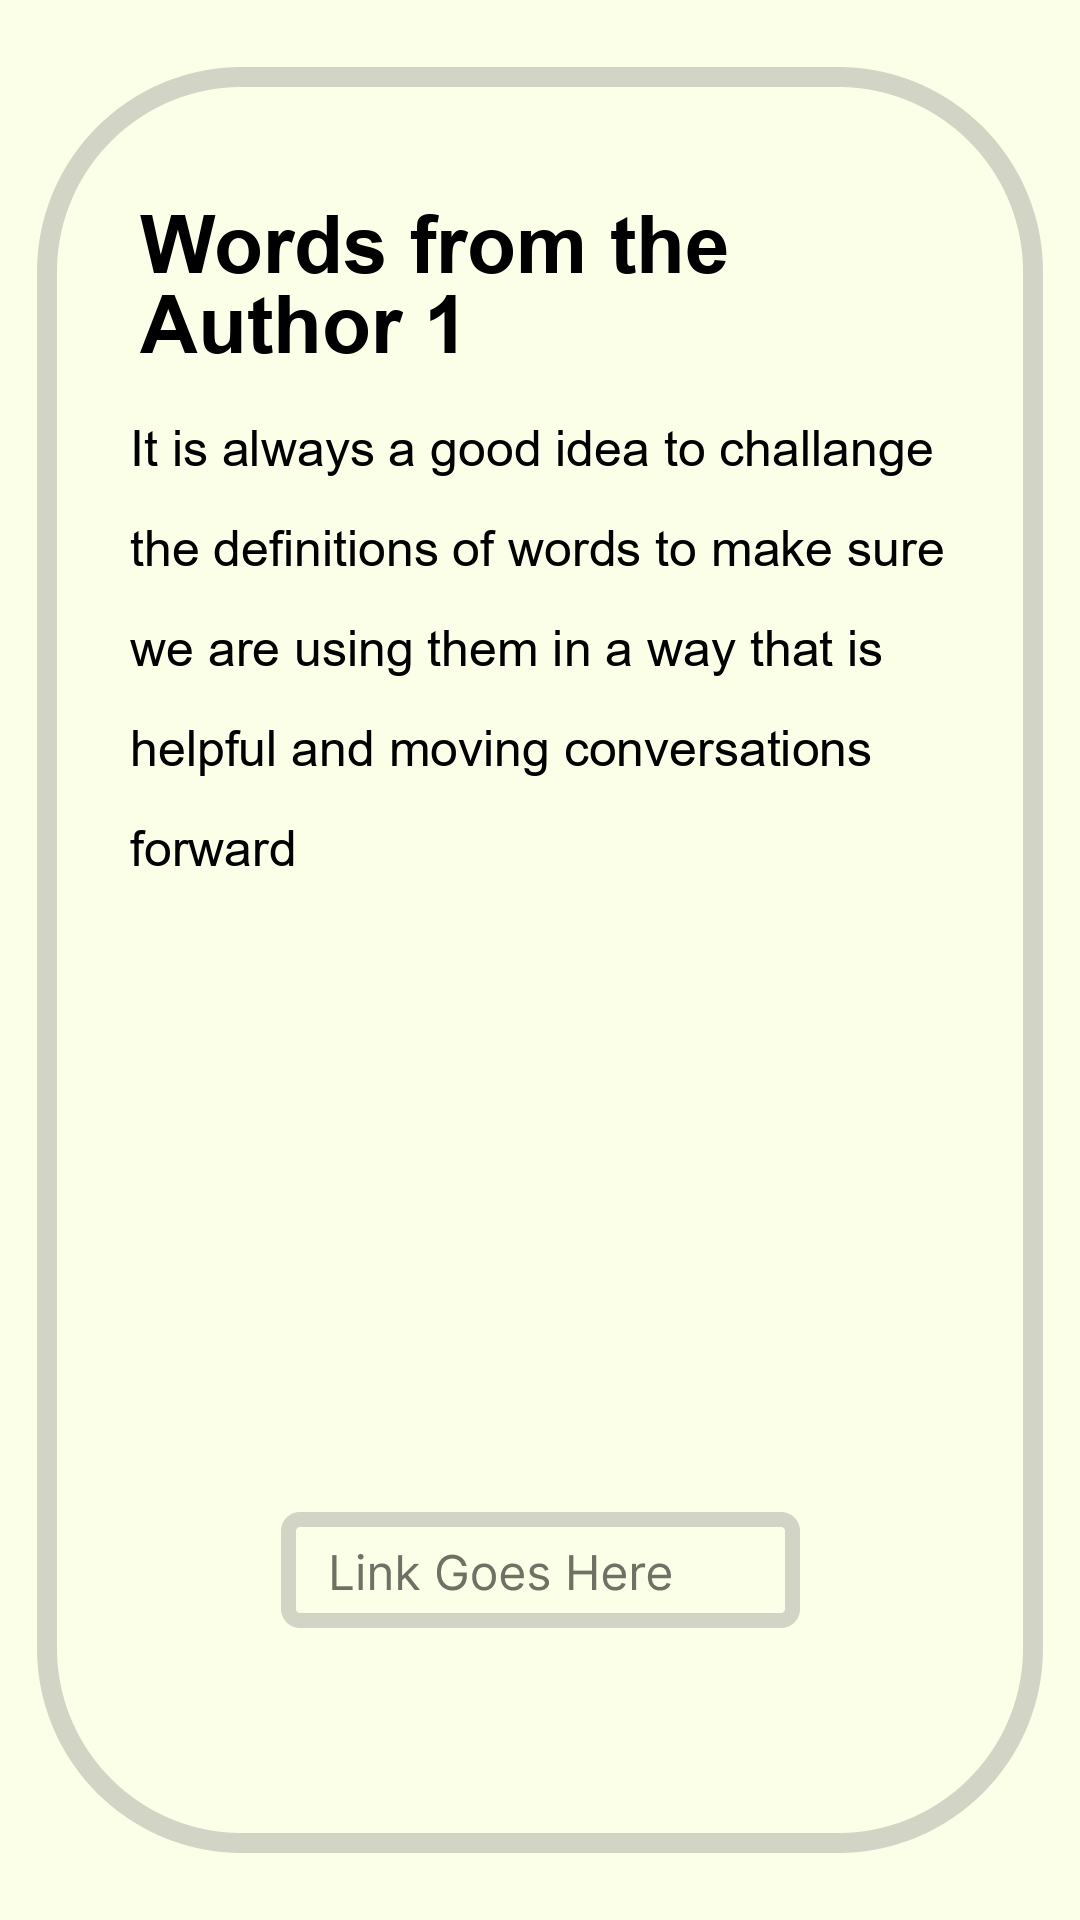 Words from the
Author 1
It is always a good idea to challange
the definitions of words to make sure
we are using them in a way that is
helpful and moving conversations
forward
Link Goes Here